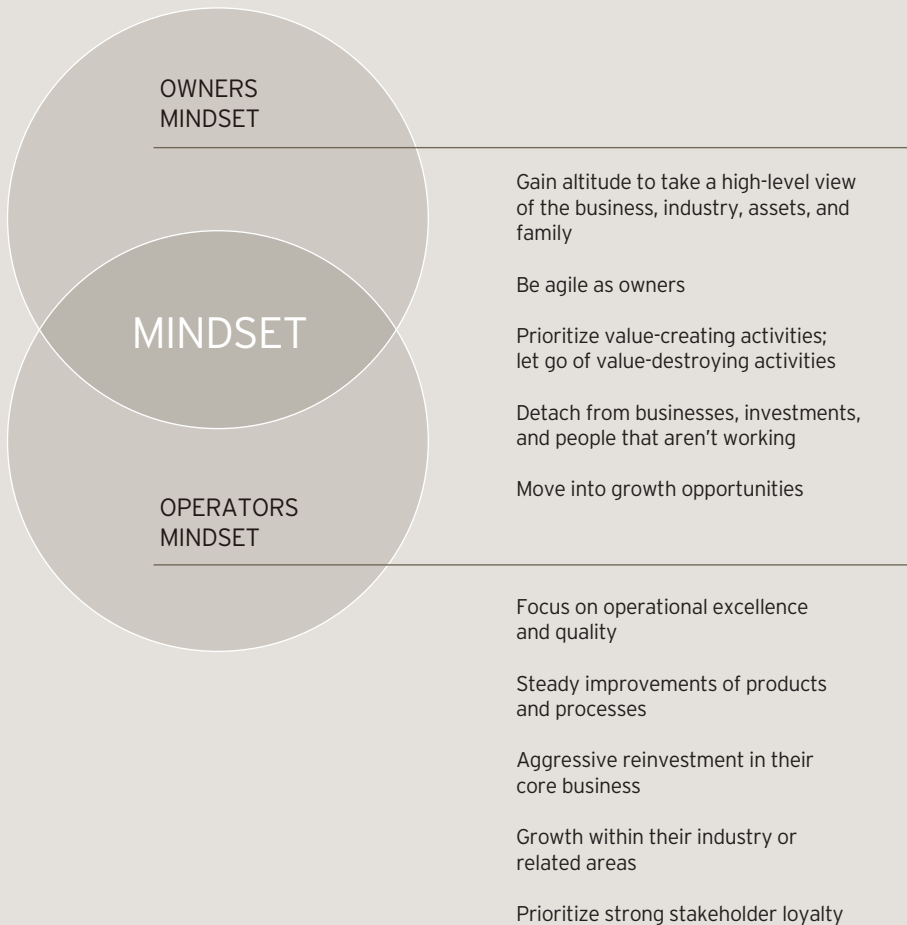 OWNERS
MINDSET
Gain altitude to take a high-level view
of the business, industry, assets, and
family
Be agile as owners
Prioritize value-creating activities;
let go of value-destroying activities
Detach from businesses, investments,
and people that aren't working
Move into growth opportunities
MINDSET
OPERATORS
MINDSET
Focus on operational excellence
and quality
Steady improvements of products
and processes
Aggressive reinvestment in their
core business
Growth within their industry or
related areas
Prioritize strong stakeholder loyalty